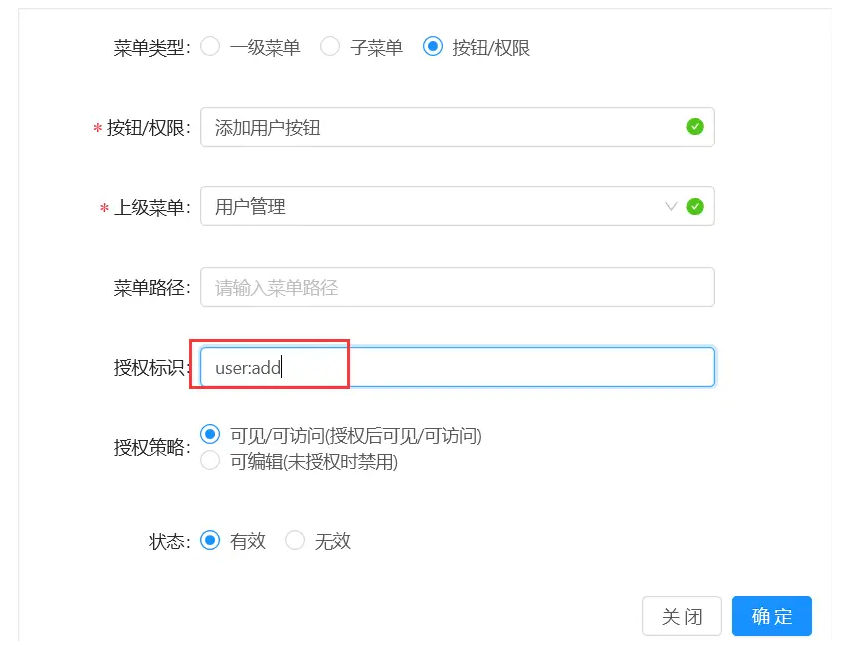 菜单类型: 一级菜单 子菜单 按钮/权限
* 按钮/权限: 添加用户按钮
* 上级菜单: 用户管理
菜单路径: 请输入菜单路径
授权标识: user:add
授权策略: 可见/可访问(授权后可见/可访问)
可编辑(未授权时禁用)
状态: 有效 无效
关闭 确定